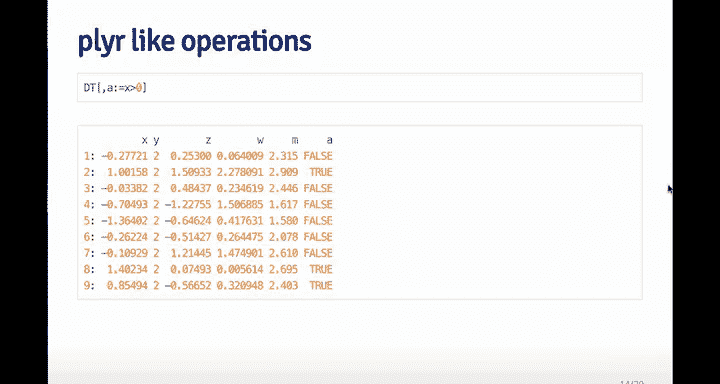 plyr like operations
DT[,a:=x>0]
x y z w m a
1: -0.27721 2 0.25300 0.064009 2.315 FALSE
2: 1.00158 2 1.50933 2.278091 2.909 TRUE
3: -0.03382 2 0.48437 0.234619 2.446 FALSE
4: -0.70493 2 -1.22755 1.506885 1.617 FALSE
5: -1.36402 2 -0.64624 0.417631 1.580 FALSE
6: -0.26224 2 -0.51427 0.264475 2.078 FALSE
7: -0.10929 2 1.21445 1.474901 2.610 FALSE
8: 1.40234 2 0.07493 0.005614 2.695 TRUE
9: 0.85494 2 -0.56652 0.320948 2.403 TRUE